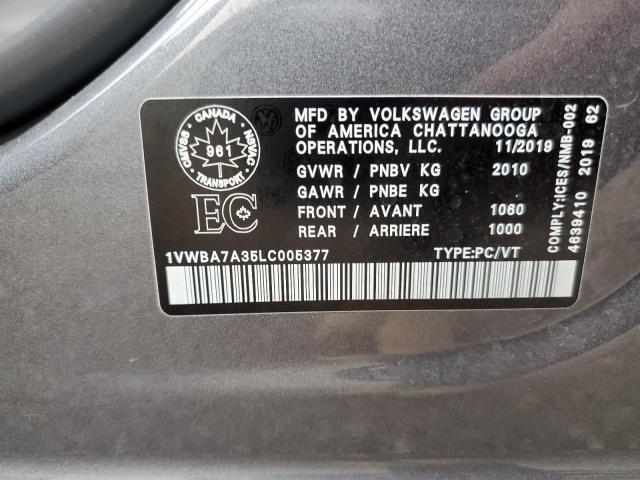 CANADA
CMVSS
NSVAC
961
TRANSPORT
EC
MFD BY VOLKSWAGEN GROUP
OF AMERICA CHATTANOOGA
OPERATIONS, LLC. 11/2019
GVWR / PNBV KG 2010
GAWR / PNBE KG
FRONT / AVANT 1060
REAR / ARRIERE 1000
1VWBA7A35LC005377 TYPE:PC/VT
COMPLY:ICES/NMB-002
4639410 2019 62